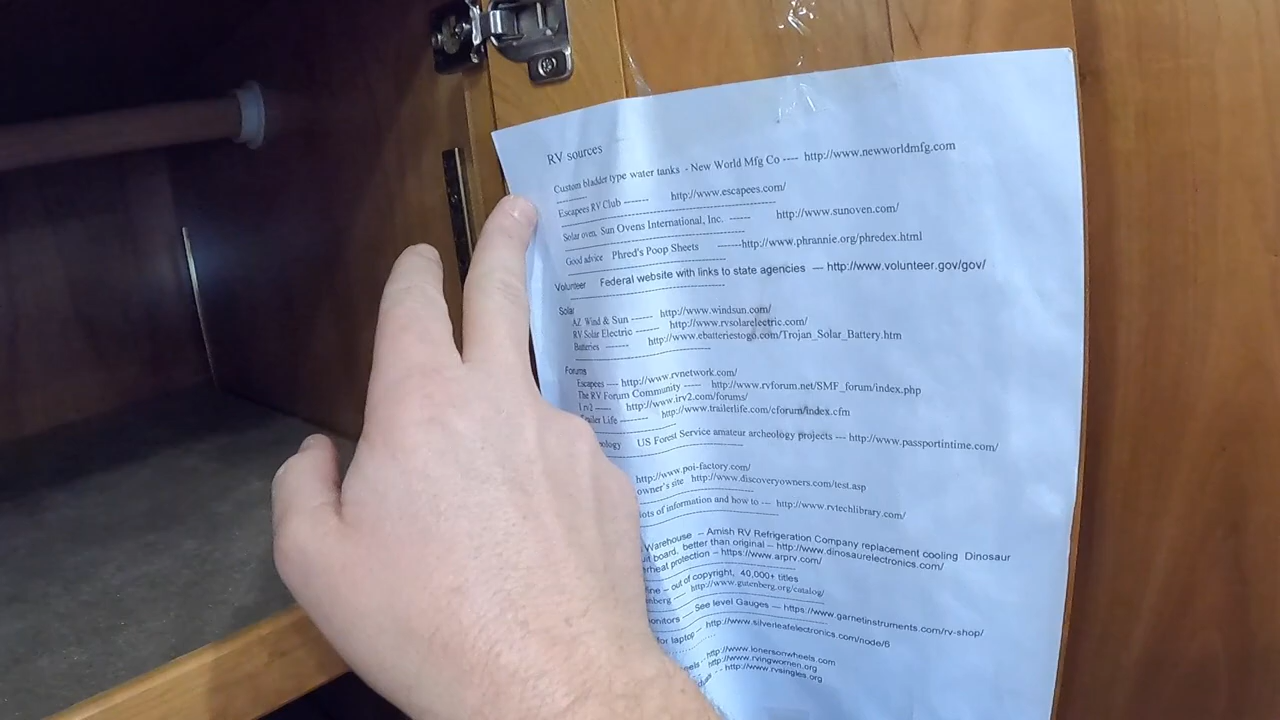 RV sources
Custom bladder type water tanks - New World Mfg Co ---- http://www.newworldmfg.com
Escapees RV Club ------ http://www.escapees.com/
Solar oven, Sun Ovens International, Inc. ----- http://www.sunoven.com/
Good advice Phred's Poop Sheets ------http://www.phrannie.org/phredex.html
Volunteer Federal website with links to state agencies --- http://www.volunteer.gov/gov/
Solar
AZ Wind & Sun ------ http://www.windsun.com/
RV Solar Electric ------ http://www.rvsolarelectric.com/
Batteries ------ http://www.ebatteriestogo.com/Trojan_Solar_Battery.htm
Forums
Escapees ---- http://www.rvnetwork.com/
The RV Forum Community ----- http://www.rvforum.net/SMF_forum/index.php
http://www.irv2.com/forums/
Trailer Life -------- http://www.trailerlife.com/cforum/index.cfm
eology US Forest Service amateur archeology projects --- http://www.passportintime.com/
http://www.poi-factory.com/
owner's site http://www.discoveryowners.com/test.asp
lots of information and how to --- http://www.rvtechlibrary.com/
Warehouse -- Amish RV Refrigeration Company replacement cooling Dinosaur
board, better than original -- http://www.dinosaurelectronics.com/
rheat protection -- https://www.arprv.com/
ine -- out of copyright, 40,000+ titles
nberg --- http://www.gutenberg.org/catalog/
onitors --- See level Gauges --- https://www.garnetinstruments.com/rv-shop/
for laptop --- http://www.silverleafelectronics.com/node/6
http://www.lonersonwheels.com
http://www.rvingwomen.org
http://www.rvsingles.org